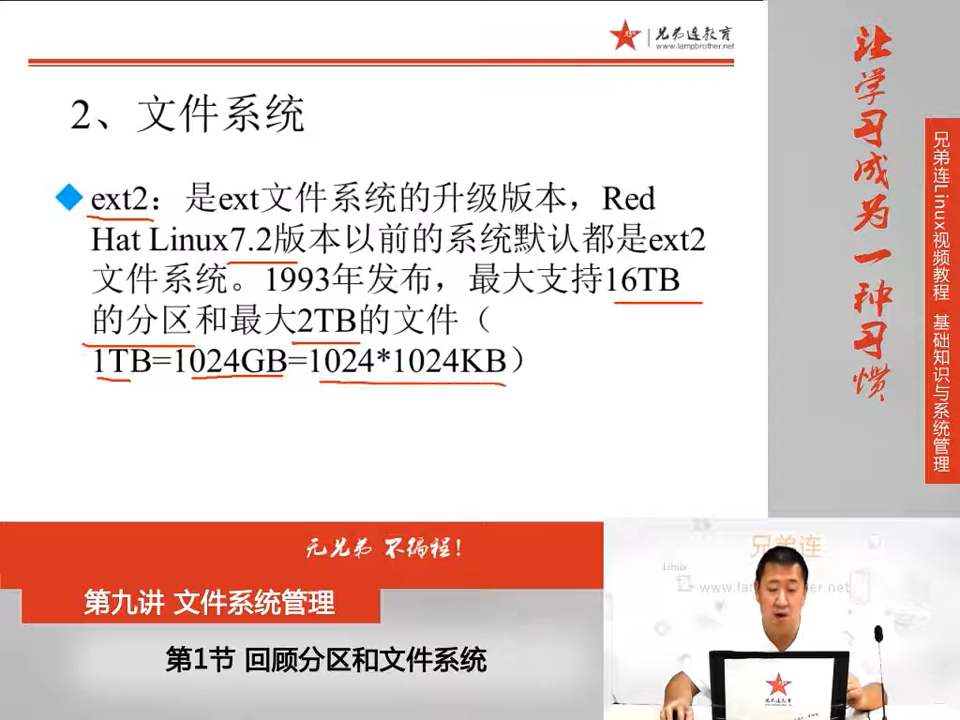 兄弟连教育
www.lampbrother.net
2、文件系统
ext2：是ext文件系统的升级版本，Red
Hat Linux7.2版本以前的系统默认都是ext2
文件系统。1993年发布，最大支持16TB
的分区和最大2TB的文件（
1TB=1024GB=1024*1024KB）
让学习成为一种习惯
兄弟连Linux视频教程 基础知识与系统管理
无兄弟 不编程！
第九讲 文件系统管理
第1节 回顾分区和文件系统
兄弟连
Linux
兄弟连教育